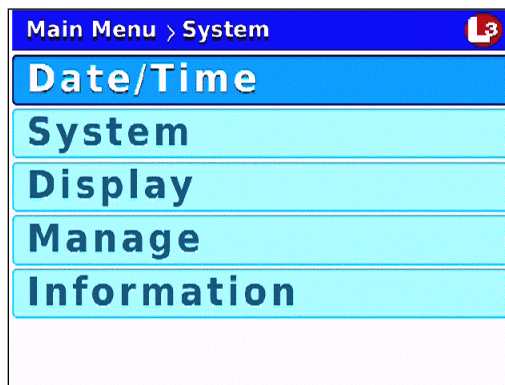 Main Menu > System L3
Date/Time
System
Display
Manage
Information